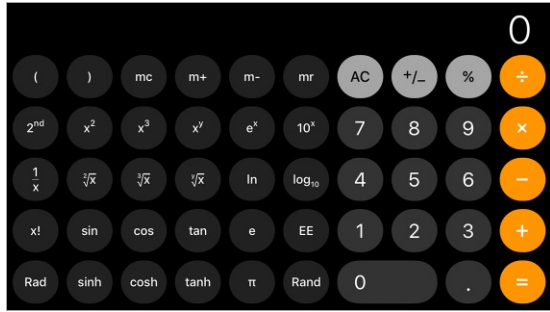 0
( ) mc m+ m- mr AC +/_ % ÷
2ⁿᵈ x² x³ xʸ eˣ 10ˣ 7 8 9 ×
1/x ²√x ³√x ʸ√x ln log₁₀ 4 5 6 −
x! sin cos tan e EE 1 2 3 +
Rad sinh cosh tanh π Rand 0 . =